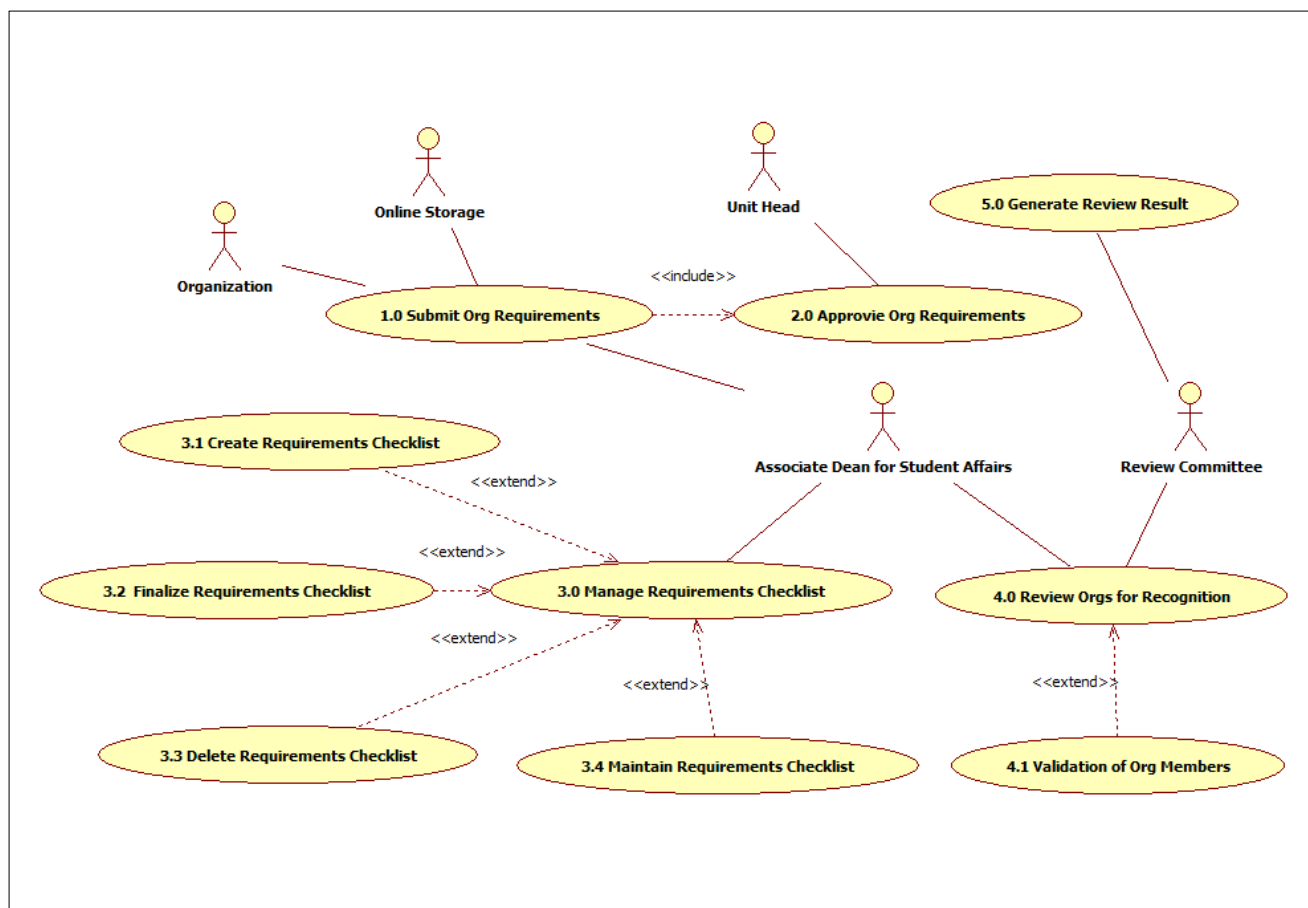 Online Storage
Unit Head
5.0 Generate Review Result
Organization
<<include>>
1.0 Submit Org Requirements
2.0 Approvie Org Requirements
3.1 Create Requirements Checklist
Associate Dean for Student Affairs
Review Committee
<<extend>>
<<extend>>
3.2 Finalize Requirements Checklist
3.0 Manage Requirements Checklist
4.0 Review Orgs for Recognition
<<extend>>
<<extend>>
<<extend>>
3.3 Delete Requirements Checklist
3.4 Maintain Requirements Checklist
4.1 Validation of Org Members